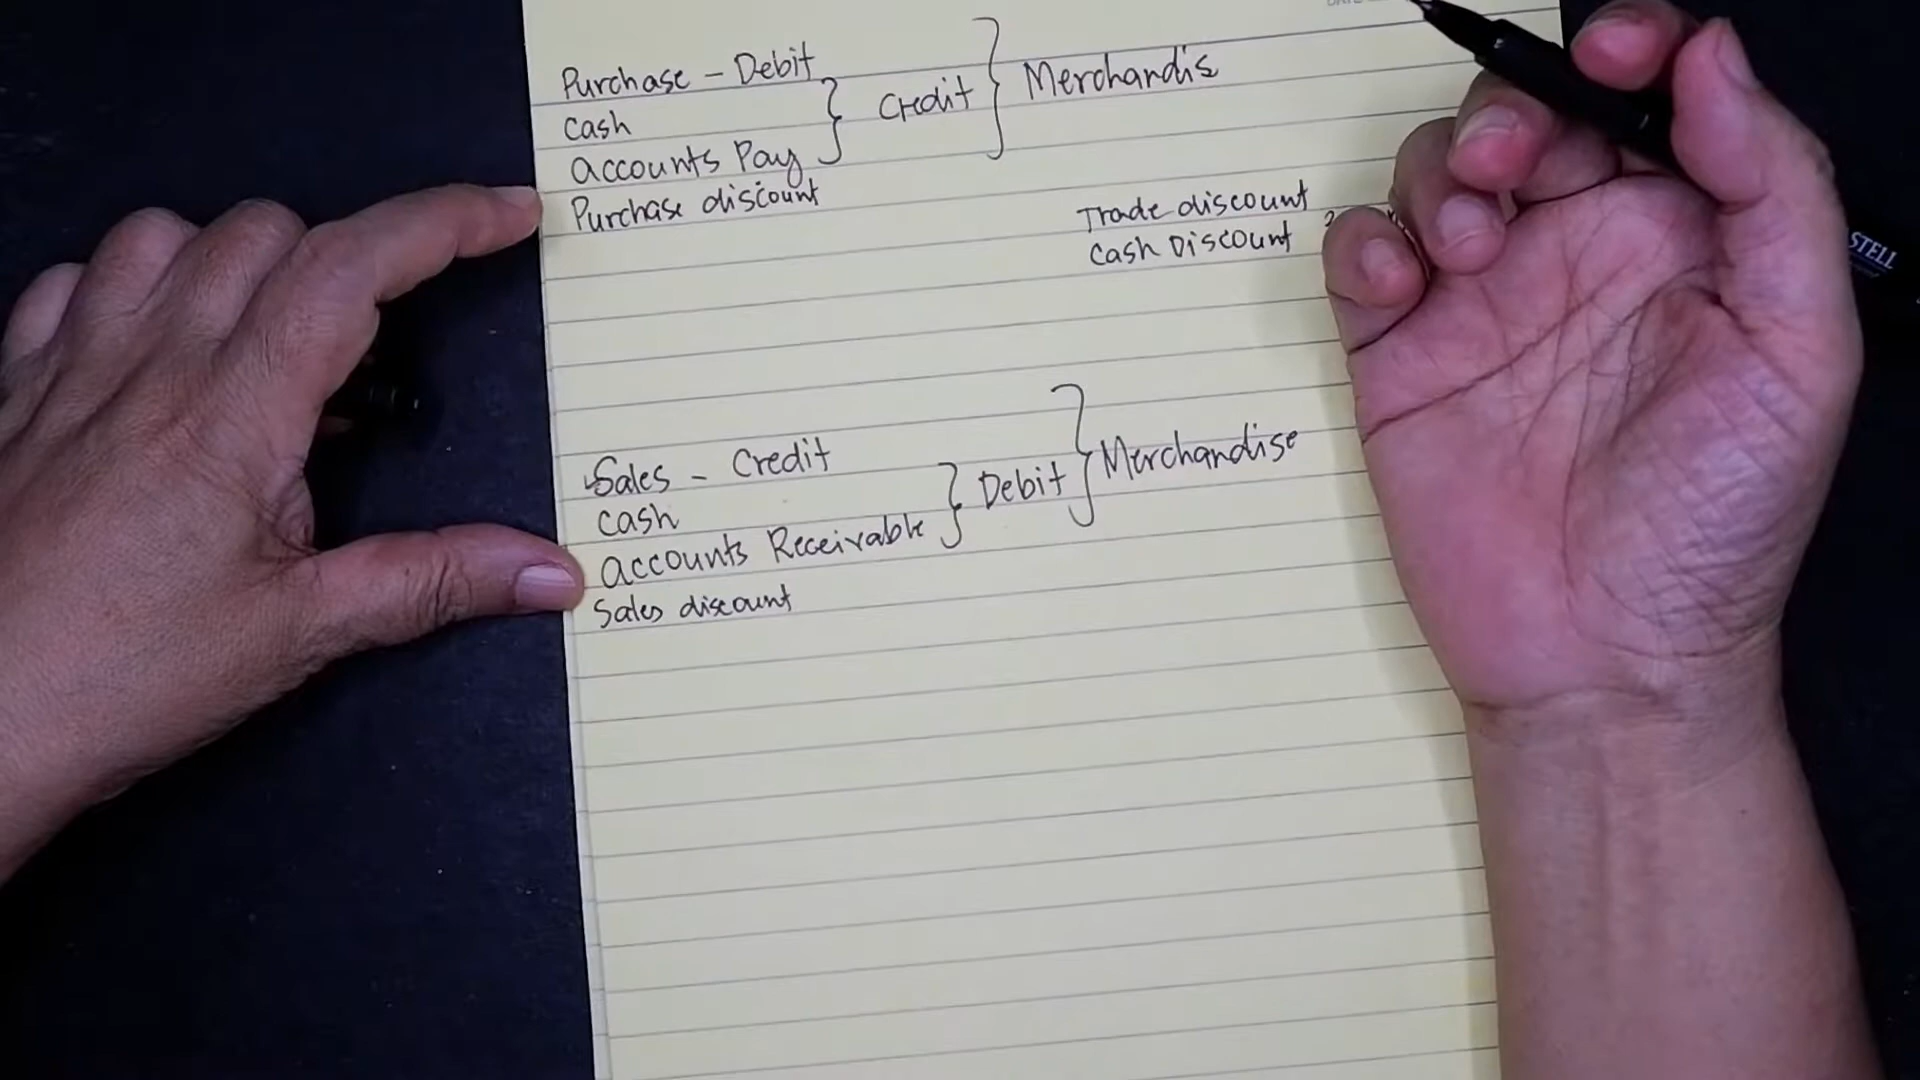 Purchase - Debit
Cash
accounts Pay
Credit
Merchandis
Purchase discount
Trade discount
Cash Discount
Sales - Credit
Cash
accounts Receivable
Debit
Merchandise
Sales discount
STELL